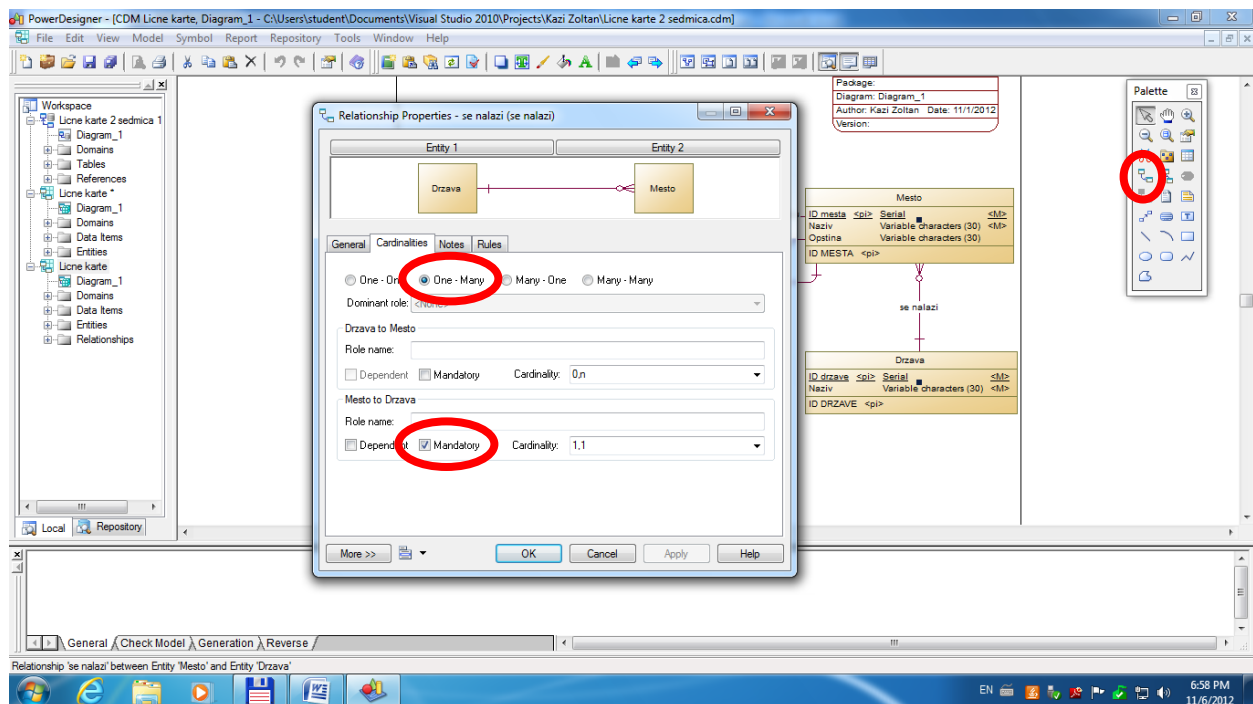 PowerDesigner - [CDM Licne karte, Diagram_1 - C:\Users\student\Documents\Visual Studio 2010\Projects\Kazi Zoltan\Licne karte 2 sedmica.cdm]
File Edit View Model Symbol Report Repository Tools Window Help
Workspace
Licne karte 2 sedmica 1
Diagram_1
Domains
Tables
References
Licne karte *
Diagram_1
Domains
Data Items
Entities
Licne karte
Diagram_1
Domains
Data Items
Entities
Relationships
Local Repository
Relationship Properties - se nalazi (se nalazi)
Entity 1 Entity 2
Drzava Mesto
General Cardinalities Notes Rules
One - One - Many Many - One Many - Many
Dominant role: <None>
Drzava to Mesto
Role name:
Dependent Mandatory Cardinality: 0,n
Mesto to Drzava
Role name:
Dependent Mandatory Cardinality: 1,1
More >> OK Cancel Apply Help
Package:
Diagram: Diagram_1
Author: Kazi Zoltan Date: 11/1/2012
Version:
Mesto
ID mesta <pi> Serial <M>
Naziv Variable characters (30) <M>
Opstina Variable characters (30)
ID MESTA <pi>
se nalazi
Drzava
ID drzave <pi> Serial <M>
Naziv Variable characters (30) <M>
ID DRZAVE <pi>
Palette
General Check Model Generation Reverse
Relationship 'se nalazi' between Entity 'Mesto' and Entity 'Drzava'
EN 6:58 PM
11/6/2012